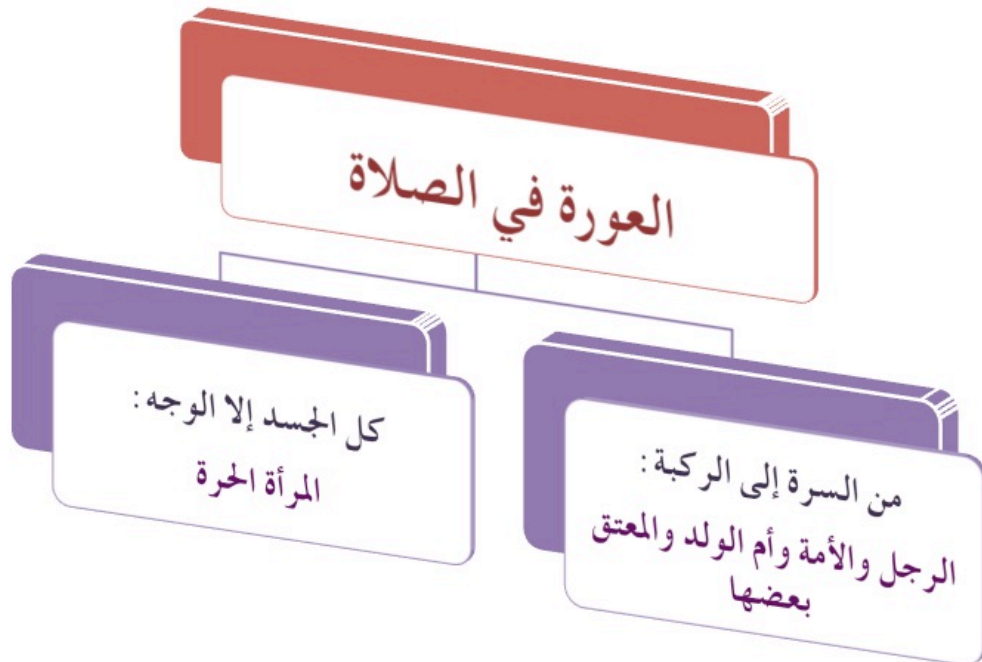 العورة في الصلاة
من السرة إلى الركبة :
الرجل والأمة وأم الولد والمعتق
بعضها
كل الجسد إلا الوجه :
المرأة الحرة